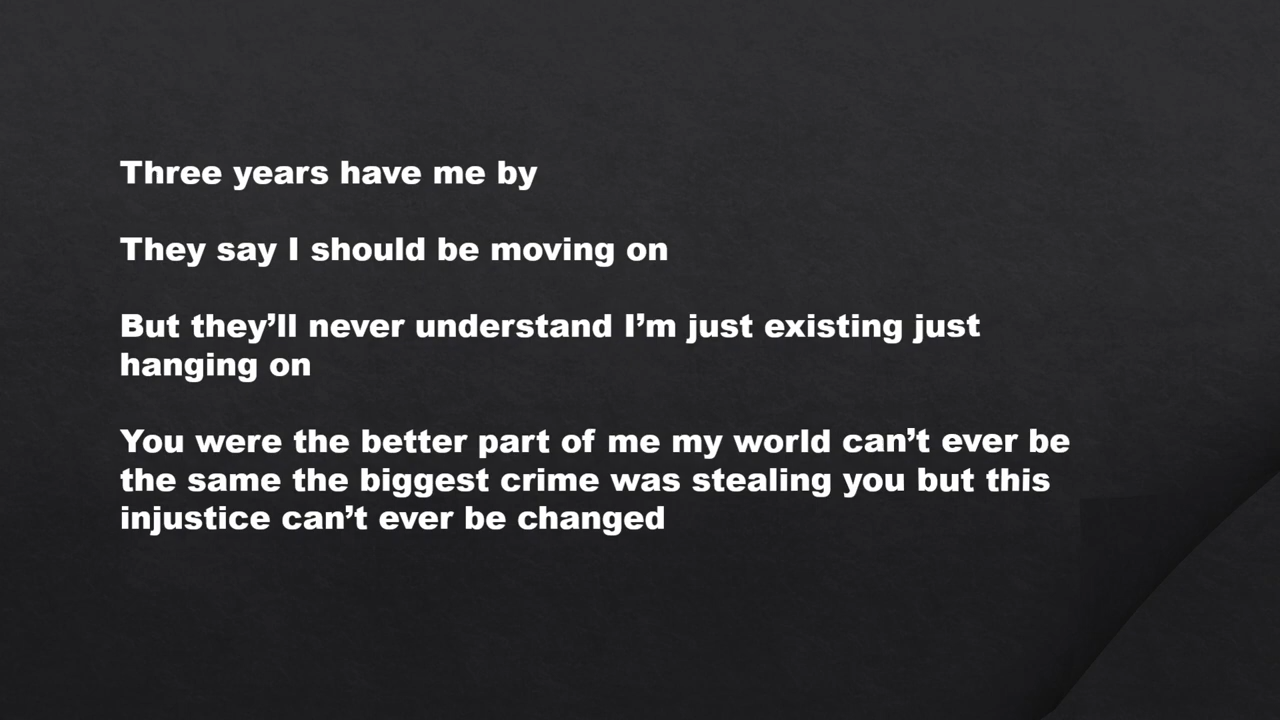 Three years have me by
They say I should be moving on
But they’ll never understand I’m just existing just
hanging on
You were the better part of me my world can’t ever be
the same the biggest crime was stealing you but this
injustice can’t ever be changed